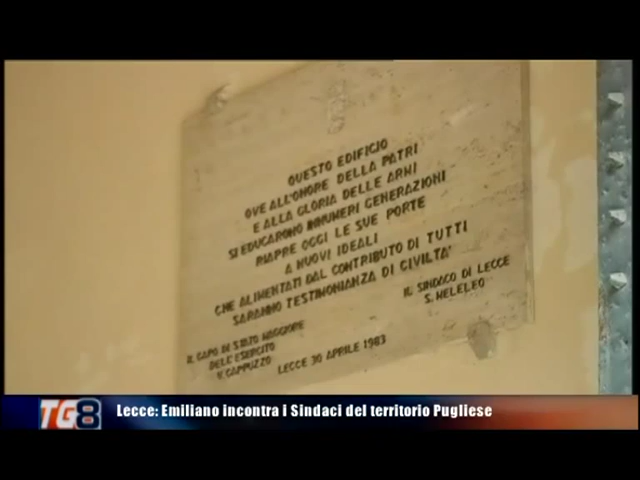 QUESTO EDIFICIO
OVE ALL'ONORE DELLA PATRI
E ALLA GLORIA DELLE ARMI
SI EDUCARONO INNUMERI GENERAZIONI
RIAPRE OGGI LE SUE PORTE
A NUOVI IDEALI
CHE ALIMENTATI DAL CONTRIBUTO DI TUTTI
SARANNO TESTIMONIANZA DI CIVILTA'
IL CAPO DI STATO MAGGIORE
DELL'ESERCITO
V. CAPPUZZO
IL SINDACO DI LECCE
S. MELELEO
LECCE 30 APRILE 1983
TG8
Lecce: Emiliano incontra i Sindaci del territorio Pugliese